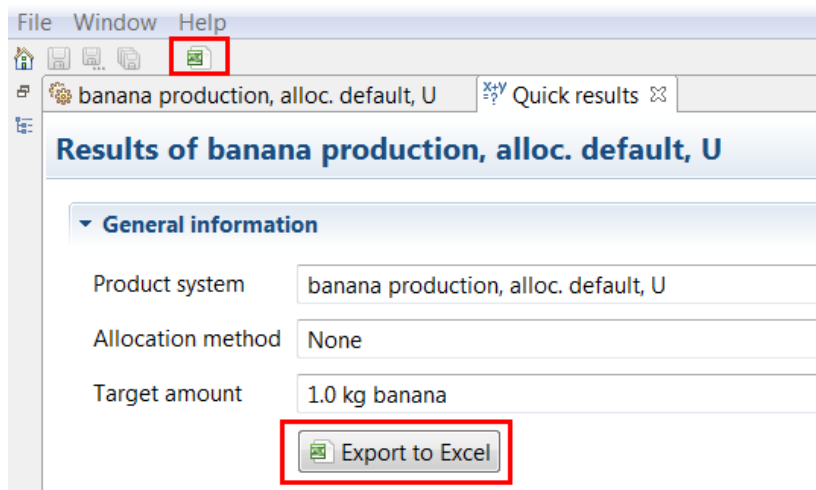 File Window Help
banana production, alloc. default, U
Quick results
Results of banana production, alloc. default, U
General information
Product system banana production, alloc. default, U
Allocation method None
Target amount 1.0 kg banana
Export to Excel